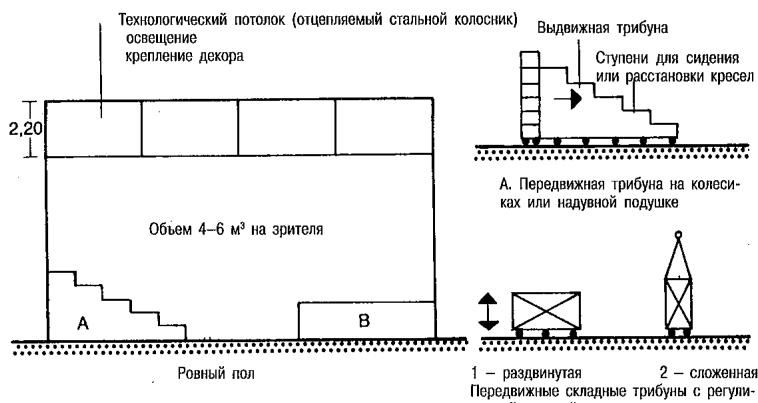 Технологический потолок (отцепляемый стальной колосник)
освещение
крепление декора
2,20
Объем 4–6 м³ на зрителя
A
B
Ровный пол
Выдвижная трибуна
Ступени для сидения
или расстановки кресел
А. Передвижная трибуна на колеси-
ках или надувной подушке
1 – раздвинутая
2 – сложенная
Передвижные складные трибуны с регули-